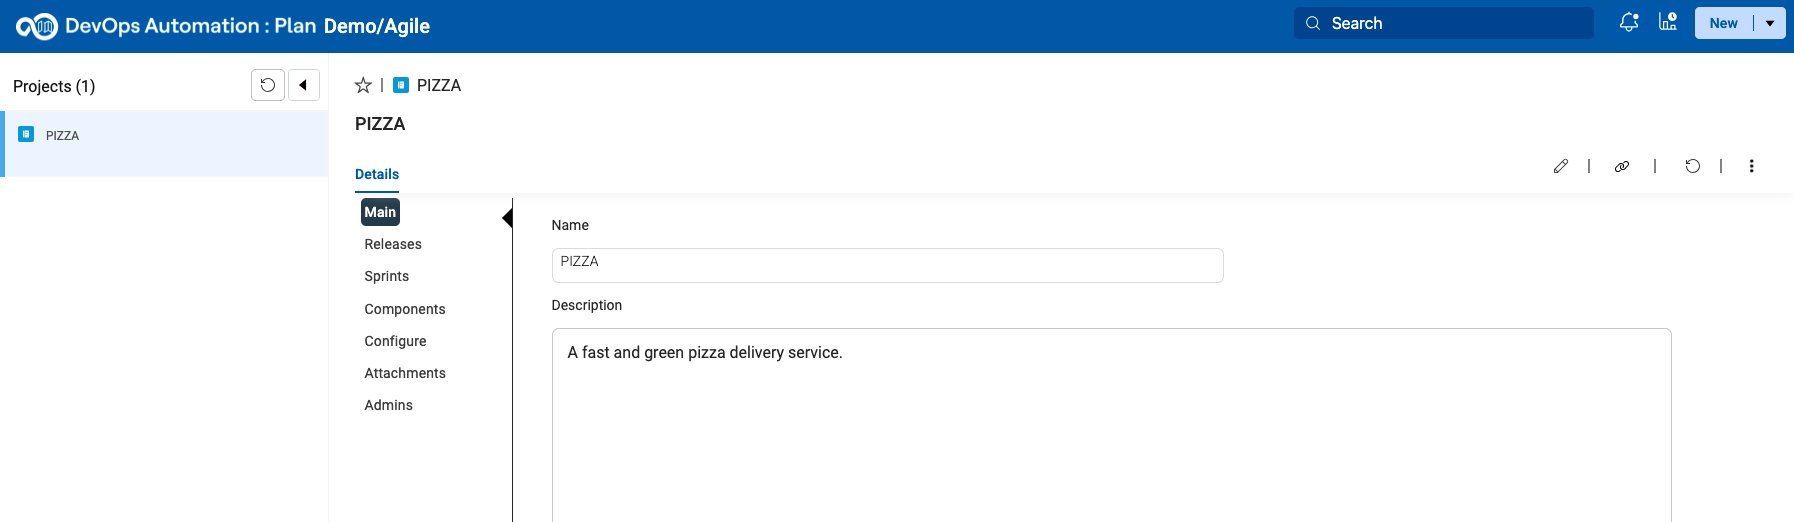 DevOps Automation : Plan Demo/Agile
Search
New
Projects (1)
PIZZA
PIZZA
PIZZA
Details
Main
Releases
Sprints
Components
Configure
Attachments
Admins
Name
PIZZA
Description
A fast and green pizza delivery service.